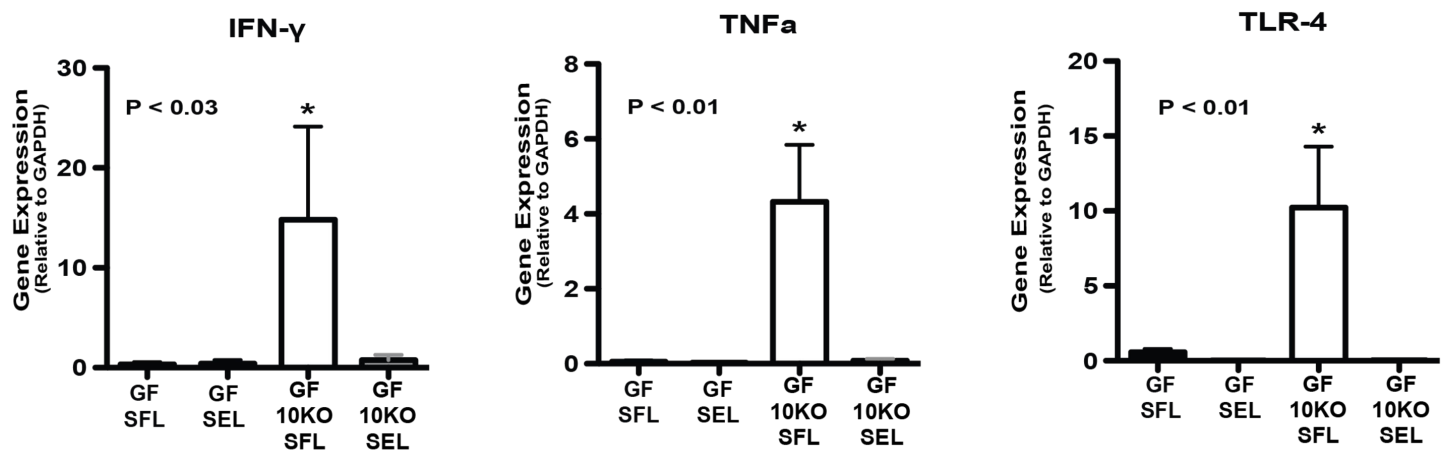 IFN-γ
Gene Expression
(Relative to GAPDH)
30
20
10
0
P < 0.03
*
GF
SFL
GF
SEL
GF
10KO
SFL
GF
10KO
SEL
TNFa
Gene Expression
(Relative to GAPDH)
8
6
4
2
0
P < 0.01
*
GF
SFL
GF
SEL
GF
10KO
SFL
GF
10KO
SEL
TLR-4
Gene Expression
(Relative to GAPDH)
20
15
10
5
0
P < 0.01
*
GF
SFL
GF
SEL
GF
10KO
SFL
GF
10KO
SEL